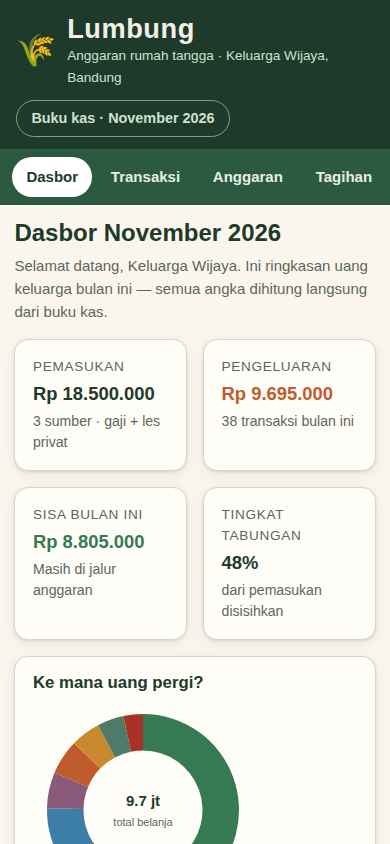 Lumbung
Anggaran rumah tangga · Keluarga Wijaya,
Bandung
Buku kas · November 2026
Dasbor
Transaksi
Anggaran
Tagihan
Dasbor November 2026
Selamat datang, Keluarga Wijaya. Ini ringkasan uang
keluarga bulan ini — semua angka dihitung langsung
dari buku kas.
PEMASUKAN
Rp 18.500.000
3 sumber · gaji + les
privat
PENGELUARAN
Rp 9.695.000
38 transaksi bulan ini
SISA BULAN INI
Rp 8.805.000
Masih di jalur
anggaran
TINGKAT
TABUNGAN
48%
dari pemasukan
disisihkan
Ke mana uang pergi?
9.7 jt
total belanja